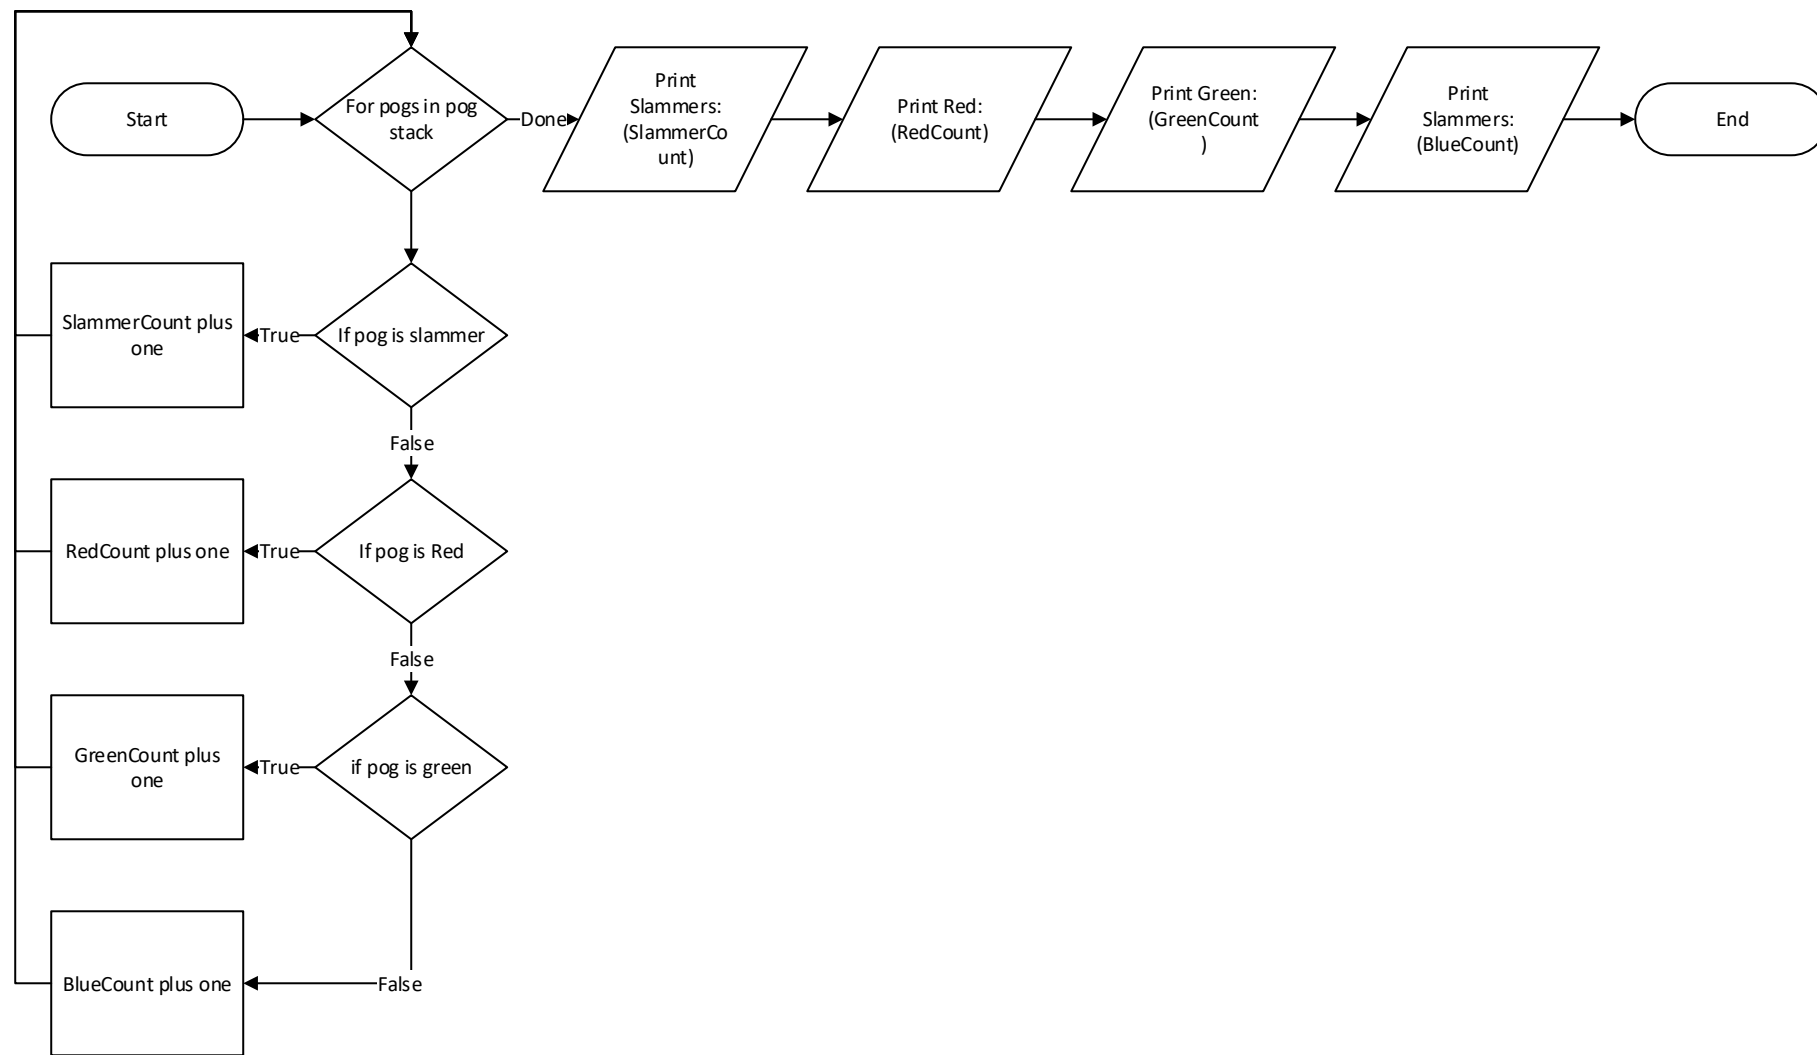 Start
For pogs in pog
stack
Done
Print
Slammers:
(SlammerCo
unt)
Print Red:
(RedCount)
Print Green:
(GreenCount
)
Print
Slammers:
(BlueCount)
End
SlammerCount plus
one
True
If pog is slammer
False
RedCount plus one
True
If pog is Red
False
GreenCount plus
one
True
if pog is green
BlueCount plus one
False